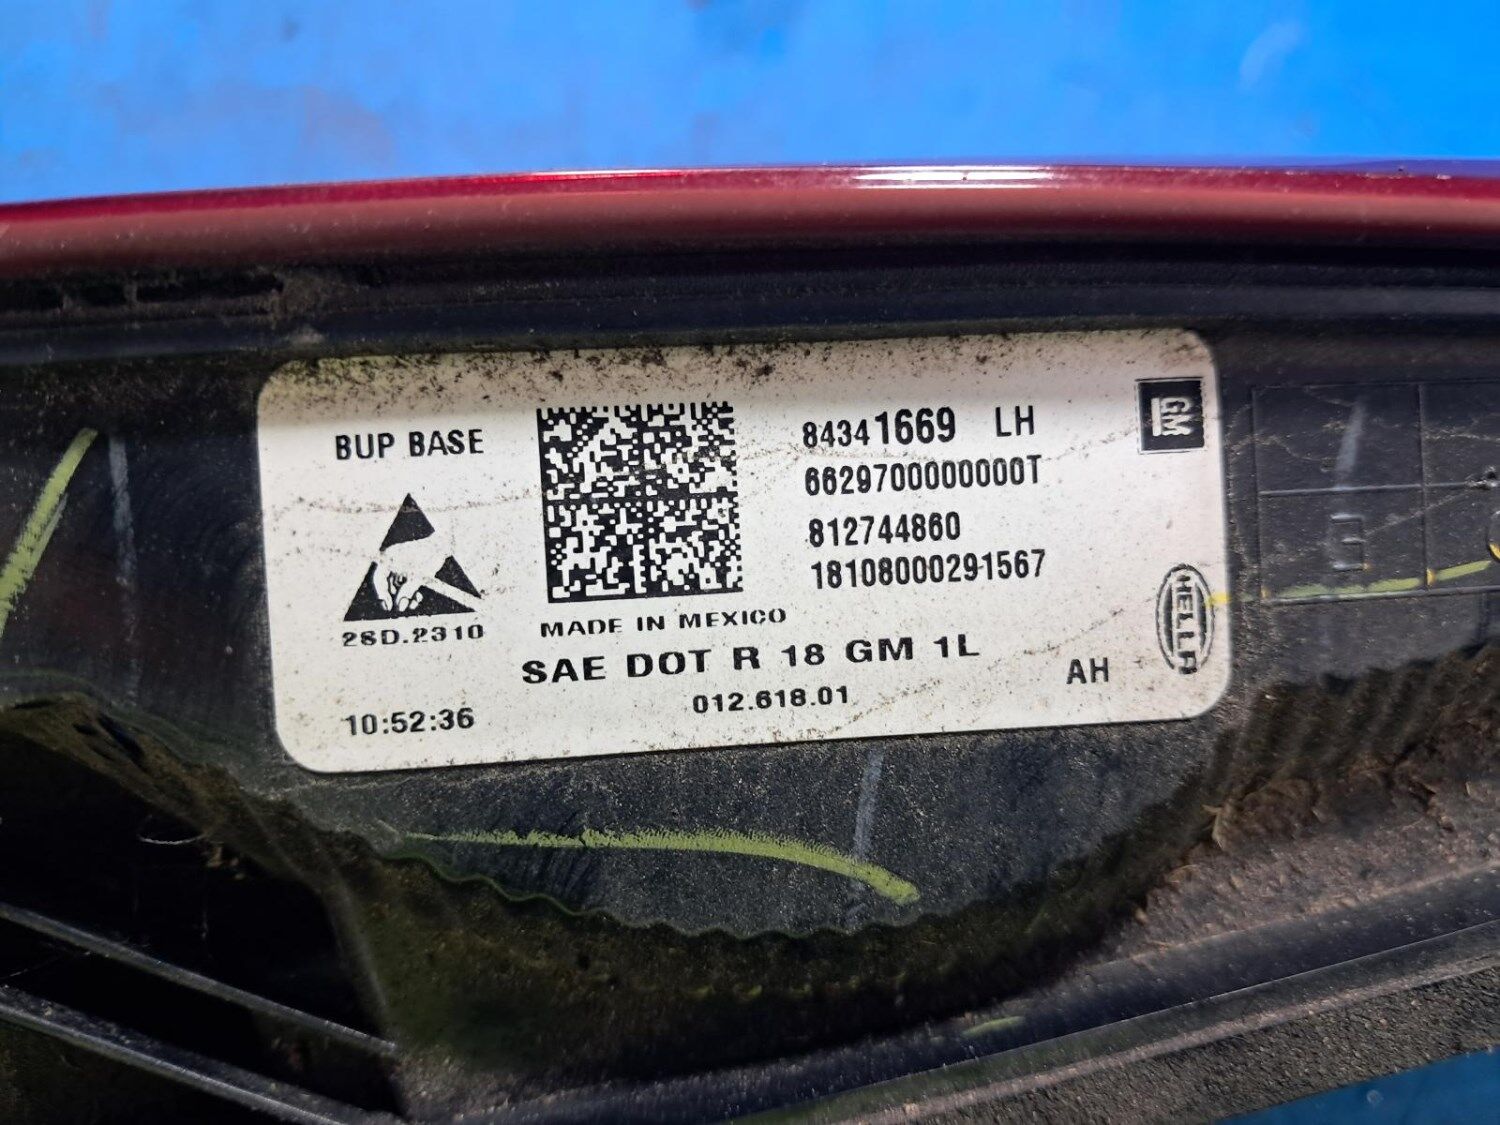 BUP BASE
84341669 LH
GM
6629700000000T
812744860
18108000291567
2SD.2310
MADE IN MEXICO
SAE DOT R 18 GM 1L
HELLA
AH
012.618.01
10:52:36